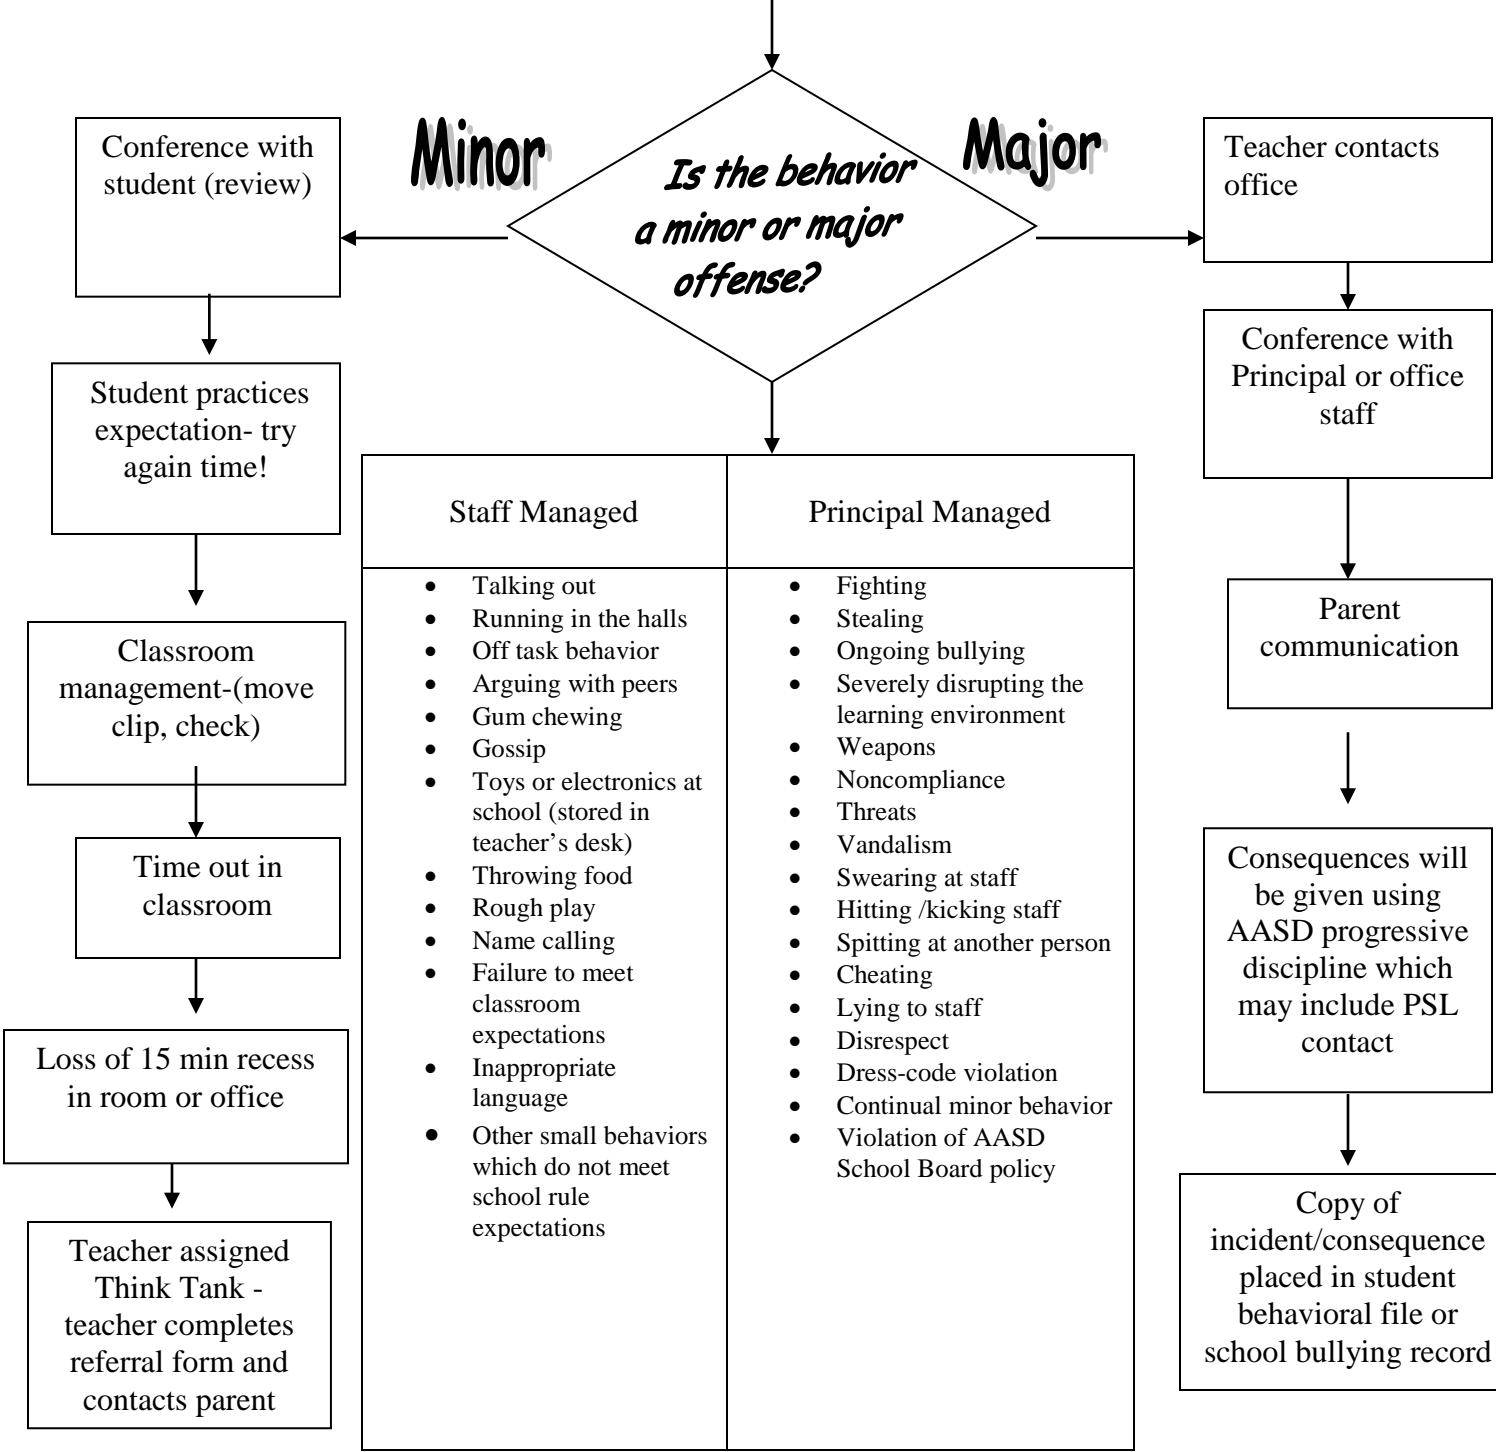 Minor
Major
Is the behavior
a minor or major
offense?
Conference with
student (review)
Student practices
expectation- try
again time!
Classroom
management-(move
clip, check)
Time out in
classroom
Loss of 15 min recess
in room or office
Teacher assigned
Think Tank -
teacher completes
referral form and
contacts parent
Staff Managed
• Talking out
• Running in the halls
• Off task behavior
• Arguing with peers
• Gum chewing
• Gossip
• Toys or electronics at
school (stored in
teacher’s desk)
• Throwing food
• Rough play
• Name calling
• Failure to meet
classroom
expectations
• Inappropriate
language
• Other small behaviors
which do not meet
school rule
expectations
Principal Managed
• Fighting
• Stealing
• Ongoing bullying
• Severely disrupting the
learning environment
• Weapons
• Noncompliance
• Threats
• Vandalism
• Swearing at staff
• Hitting /kicking staff
• Spitting at another person
• Cheating
• Lying to staff
• Disrespect
• Dress-code violation
• Continual minor behavior
• Violation of AASD
School Board policy
Teacher contacts
office
Conference with
Principal or office
staff
Parent
communication
Consequences will
be given using
AASD progressive
discipline which
may include PSL
contact
Copy of
incident/consequence
placed in student
behavioral file or
school bullying record